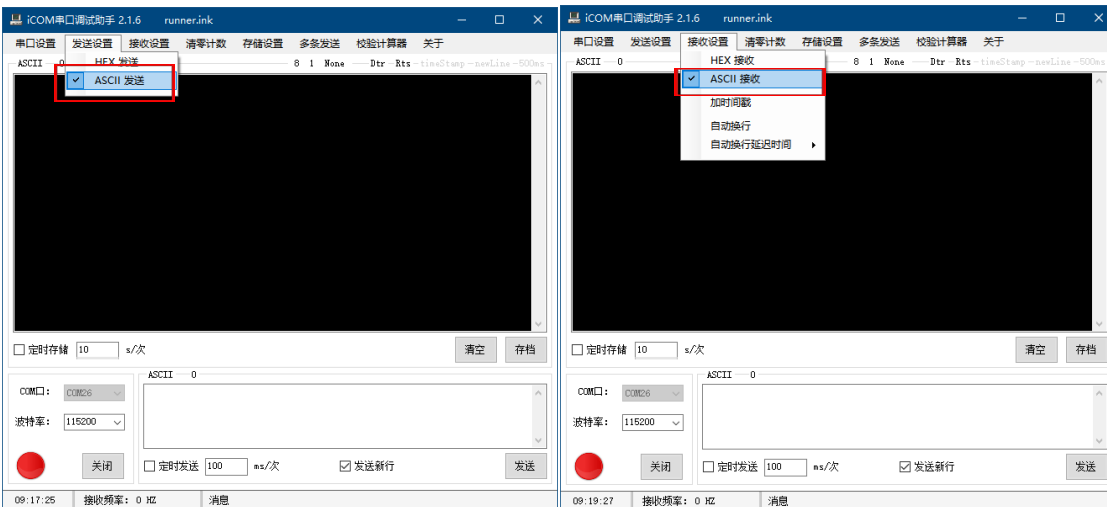 iCOM串口调试助手 2.1.6 runner.ink
串口设置 发送设置 接收设置 清零计数 存储设置 多条发送 校验计算器 关于
ASCII 0 HEX 发送 8 1 None Dtr Rts timeStamp newLine 500ms
ASCII 发送
定时存储 10 s/次 清空 存档
ASCII 0
COM口: COM26
波特率: 115200
关闭 定时发送 100 ms/次 发送新行 发送
09:17:25 接收频率: 0 HZ 消息
iCOM串口调试助手 2.1.6 runner.ink
串口设置 发送设置 接收设置 清零计数 存储设置 多条发送 校验计算器 关于
ASCII 0 HEX 接收 8 1 None Dtr Rts timeStamp newLine 500ms
ASCII 接收
加时间戳
自动换行
自动换行延迟时间
定时存储 10 s/次 清空 存档
ASCII 0
COM口: COM26
波特率: 115200
关闭 定时发送 100 ms/次 发送新行 发送
09:19:27 接收频率: 0 HZ 消息